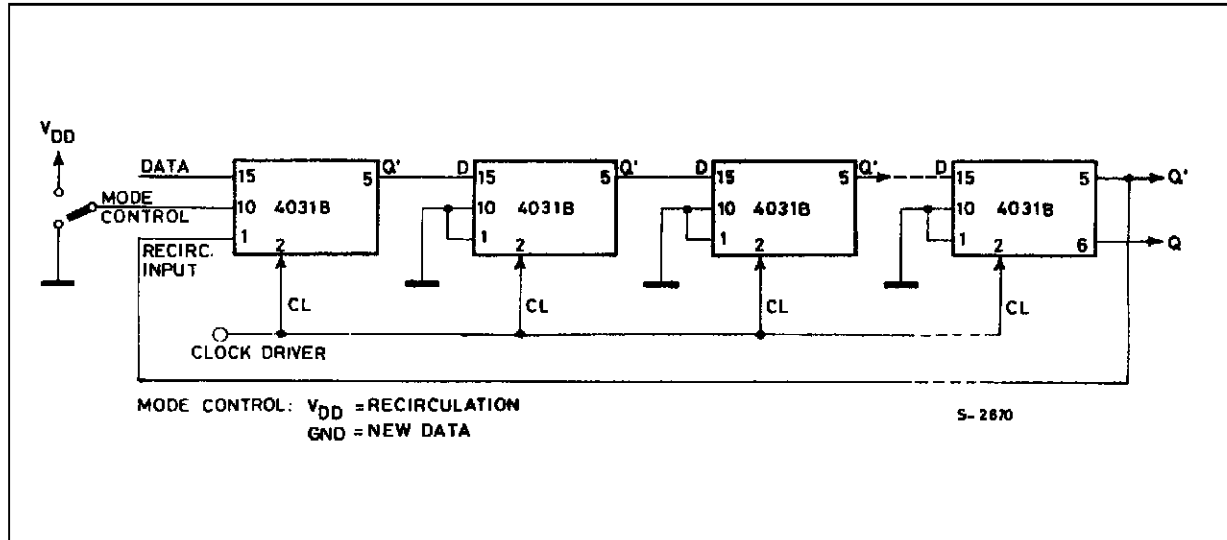 V DD
DATA
MODE
CONTROL
RECIRC.
INPUT
15
10
1
2
5
4031B
Q'
D
15
10
1
2
5
4031B
Q'
D
15
10
1
2
5
4031B
Q'
D
15
10
1
2
5
6
4031B
Q'
Q
CL
CL
CL
CL
CLOCK DRIVER
MODE CONTROL: VDD = RECIRCULATION
GND = NEW DATA
S-2870